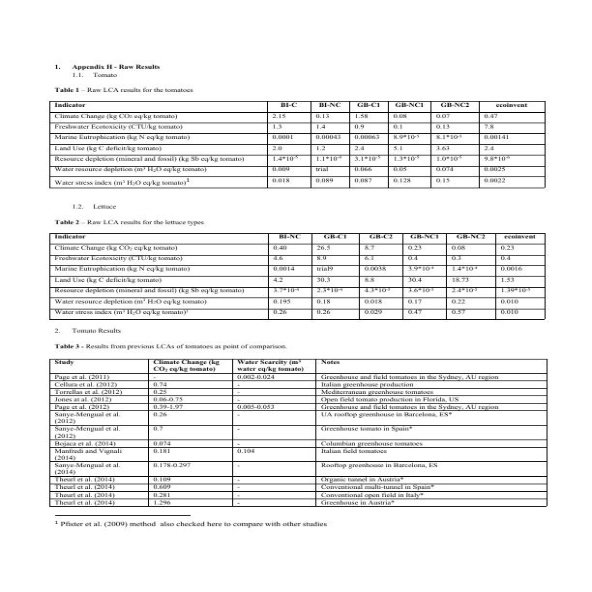 1. Appendix H - Raw Results
1.1. Tomato
Table 1 – Raw LCA results for the tomatoes
Indicator BI-C BI-NC GB-C1 GB-NC1 GB-NC2 ecoinvent
Climate Change (kg CO₂ eq/kg tomato) 2.15 0.13 1.58 0.08 0.07 0.47
Freshwater Ecotoxicity (CTU/kg tomato) 1.3 1.4 0.9 0.1 0.13 7.8
Marine Eutrophication (kg N eq/kg tomato) 0.0001 0.00043 0.00063 8.9*10⁻⁵ 8.1*10⁻⁵ 0.00141
Land Use (kg C deficit/kg tomato) 2.0 1.2 2.4 5.1 3.63 2.4
Resource depletion (mineral and fossil) (kg Sb eq/kg tomato) 1.4*10⁻⁵ 1.1*10⁻⁶ 3.1*10⁻⁵ 1.3*10⁻⁵ 1.0*10⁻⁵ 9.8*10⁻⁶
Water resource depletion (m³ H₂O eq/kg tomato) 0.009 trial 0.066 0.05 0.074 0.0025
Water stress index (m³ H₂O eq/kg tomato)¹ 0.018 0.089 0.087 0.128 0.15 0.0022
1.2. Lettuce
Table 2 – Raw LCA results for the lettuce types
Indicator BI-NC GB-C1 GB-C2 GB-NC1 GB-NC2 ecoinvent
Climate Change (kg CO₂ eq/kg tomato) 0.40 26.5 8.7 0.23 0.08 0.23
Freshwater Ecotoxicity (CTU/kg tomato) 4.6 8.9 6.1 0.4 0.3 0.4
Marine Eutrophication (kg N eq/kg tomato) 0.0014 trial9 0.0038 3.9*10⁻⁴ 1.4*10⁻⁴ 0.0016
Land Use (kg C deficit/kg tomato) 4.2 30.3 8.8 30.4 18.73 1.53
Resource depletion (mineral and fossil) (kg Sb eq/kg tomato) 3.7*10⁻⁶ 2.3*10⁻⁴ 4.3*10⁻⁵ 3.6*10⁻⁵ 2.4*10⁻⁵ 1.39*10⁻⁵
Water resource depletion (m³ H₂O eq/kg tomato) 0.195 0.18 0.018 0.17 0.22 0.010
Water stress index (m³ H₂O eq/kg tomato)¹ 0.26 0.26 0.029 0.47 0.57 0.010
2. Tomato Results
Table 3 - Results from previous LCAs of tomatoes as point of comparison.
Study Climate Change (kg CO₂ eq/kg tomato) Water Scarcity (m³ water eq/kg tomato) Notes
Page et al. (2011) - 0.002-0.024 Greenhouse and field tomatoes in the Sydney, AU region
Cellura et al. (2012) 0.74 - Italian greenhouse production
Torrellas et al. (2012) 0.25 - Mediterranean greenhouse tomatoes
Jones at al. (2012) 0.06-0.75 - Open field tomato production in Florida, US
Page et al. (2012) 0.39-1.97 0.005-0.053 Greenhouse and field tomatoes in the Sydney, AU region
Sanye-Mengual et al. (2012) 0.26 - UA rooftop greenhouse in Barcelona, ES*
Sanye-Mengual et al. (2012) 0.7 - Greenhouse tomato in Spain*
Bojaca et al. (2014) 0.074 - Columbian greenhouse tomatoes
Manfredi and Vignali (2014) 0.181 0.104 Italian field tomatoes
Sanye-Mengual et al. (2014) 0.178-0.297 - Rooftop greenhouse in Barcelona, ES
Theurl et al. (2014) 0.109 - Organic tunnel in Austria*
Theurl et al. (2014) 0.609 - Conventional multi-tunnel in Spain*
Theurl et al. (2014) 0.281 - Conventional open field in Italy*
Theurl et al. (2014) 1.296 - Greenhouse in Austria*
¹ Pfister et al. (2009) method also checked here to compare with other studies